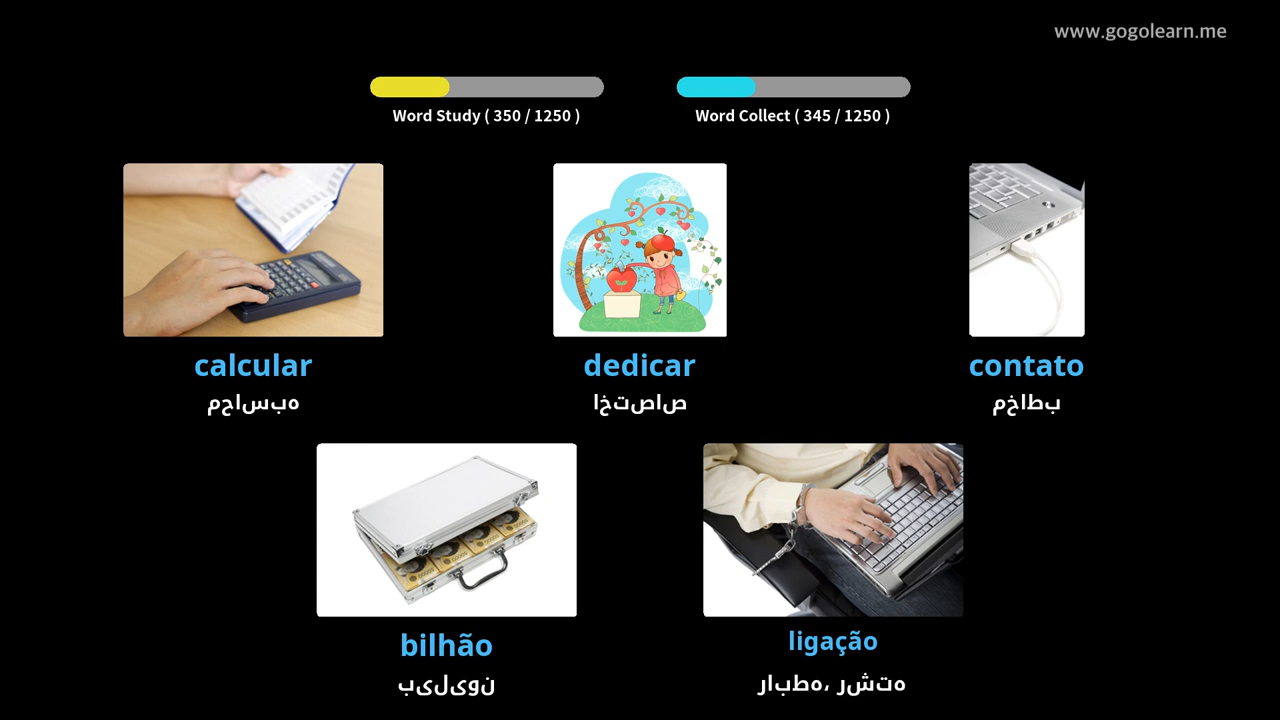 www.gogolearn.me
Word Study ( 350 / 1250 )
Word Collect ( 345 / 1250 )
calcular
محاسبه
dedicar
اختصاص
contato
مخاطب
bilhão
بیلیون
ligação
رابطه، رشته